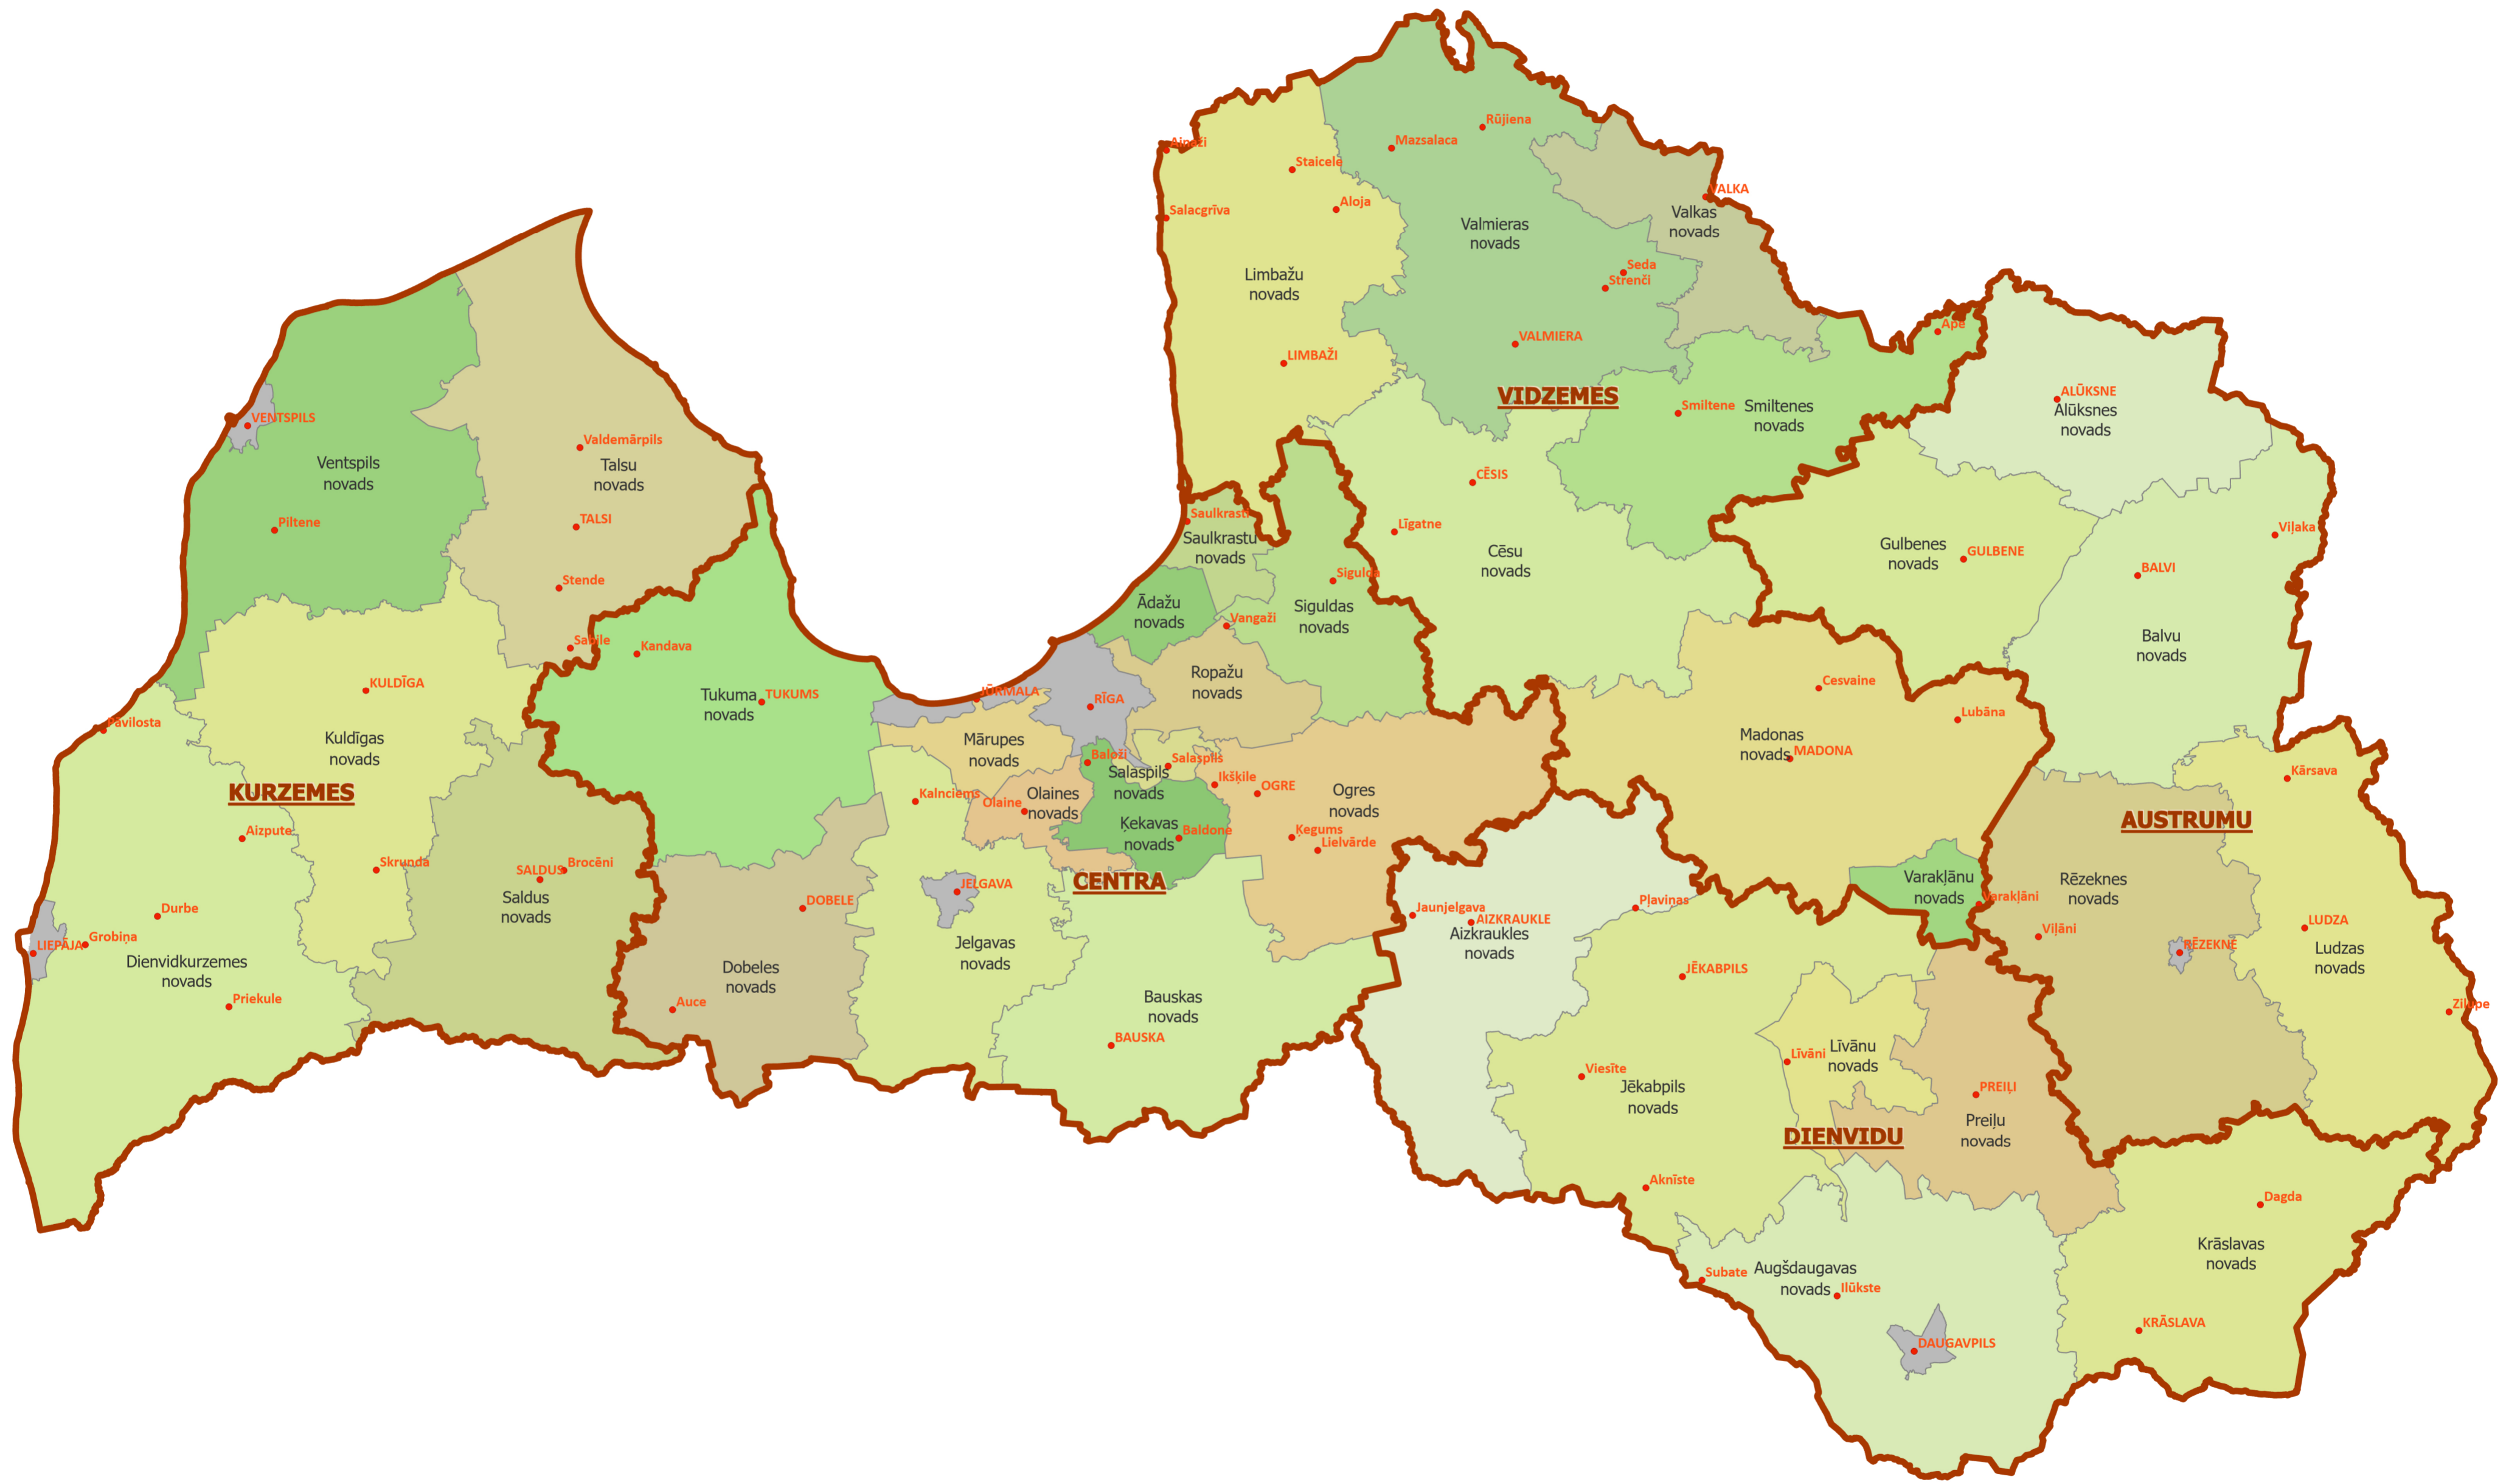 Rūjiena
Mazsalaca
Ainaži
Staicele
VALKA
Aloja
Salacgrīva
Valkas
novads
Valmieras
novads
Limbažu
novads
Seda
Strenči
Ape
VALMIERA
LIMBAŽI
VIDZEMES
Smiltene
Smiltenes
novads
ALŪKSNE
Alūksnes
novads
VENTSPILS
Valdemārpils
Ventspils
novads
Talsu
novads
CĒSIS
Piltene
TALSI
Saulkrasti
Līgatne
Viļaka
Saulkrastu
novads
Cēsu
novads
Gulbenes
novads
GULBENE
BALVI
Stende
Sigulda
Ādažu
novads
Vangaži
Siguldas
novads
Sabile
Kandava
Balvu
novads
KULDĪGA
Ropažu
novads
Cesvaine
Tukuma
novads
TUKUMS
JŪRMALA
RĪGA
Lubāna
Pāvilosta
Kuldīgas
novads
Mārupes
novads
Baloži
Salaspils
Madonas
novads
MADONA
Kārsava
Salaspils
novads
Ikšķile
OGRE
Ogres
novads
KURZEMES
Kalnciems
Olaine
Olaines
novads
AUSTRUMU
Aizpute
Ķekavas
novads
Baldone
Ķegums
Lielvārde
Skrunda
SALDUS
Brocēni
CENTRA
Varakļānu
novads
Rēzeknes
novads
JELGAVA
Saldus
novads
DOBELE
Varakļāni
Durbe
Jaunjelgava
AIZKRAUKLE
Pļaviņas
LUDZA
LIEPĀJA
Grobiņa
Aizkraukles
novads
Viļāni
RĒZEKNE
Jelgavas
novads
Ludzas
novads
Dienvidkurzemes
novads
Dobeles
novads
JĒKABPILS
Priekule
Auce
Bauskas
novads
Zilupe
BAUSKA
Līvāni
Līvānu
novads
Viesīte
Jēkabpils
novads
PREIĻI
Preiļu
novads
DIENVIDU
Aknīste
Dagda
Krāslavas
novads
Subate
Augšdaugavas
novads
Ilūkste
KRĀSLAVA
DAUGAVPILS